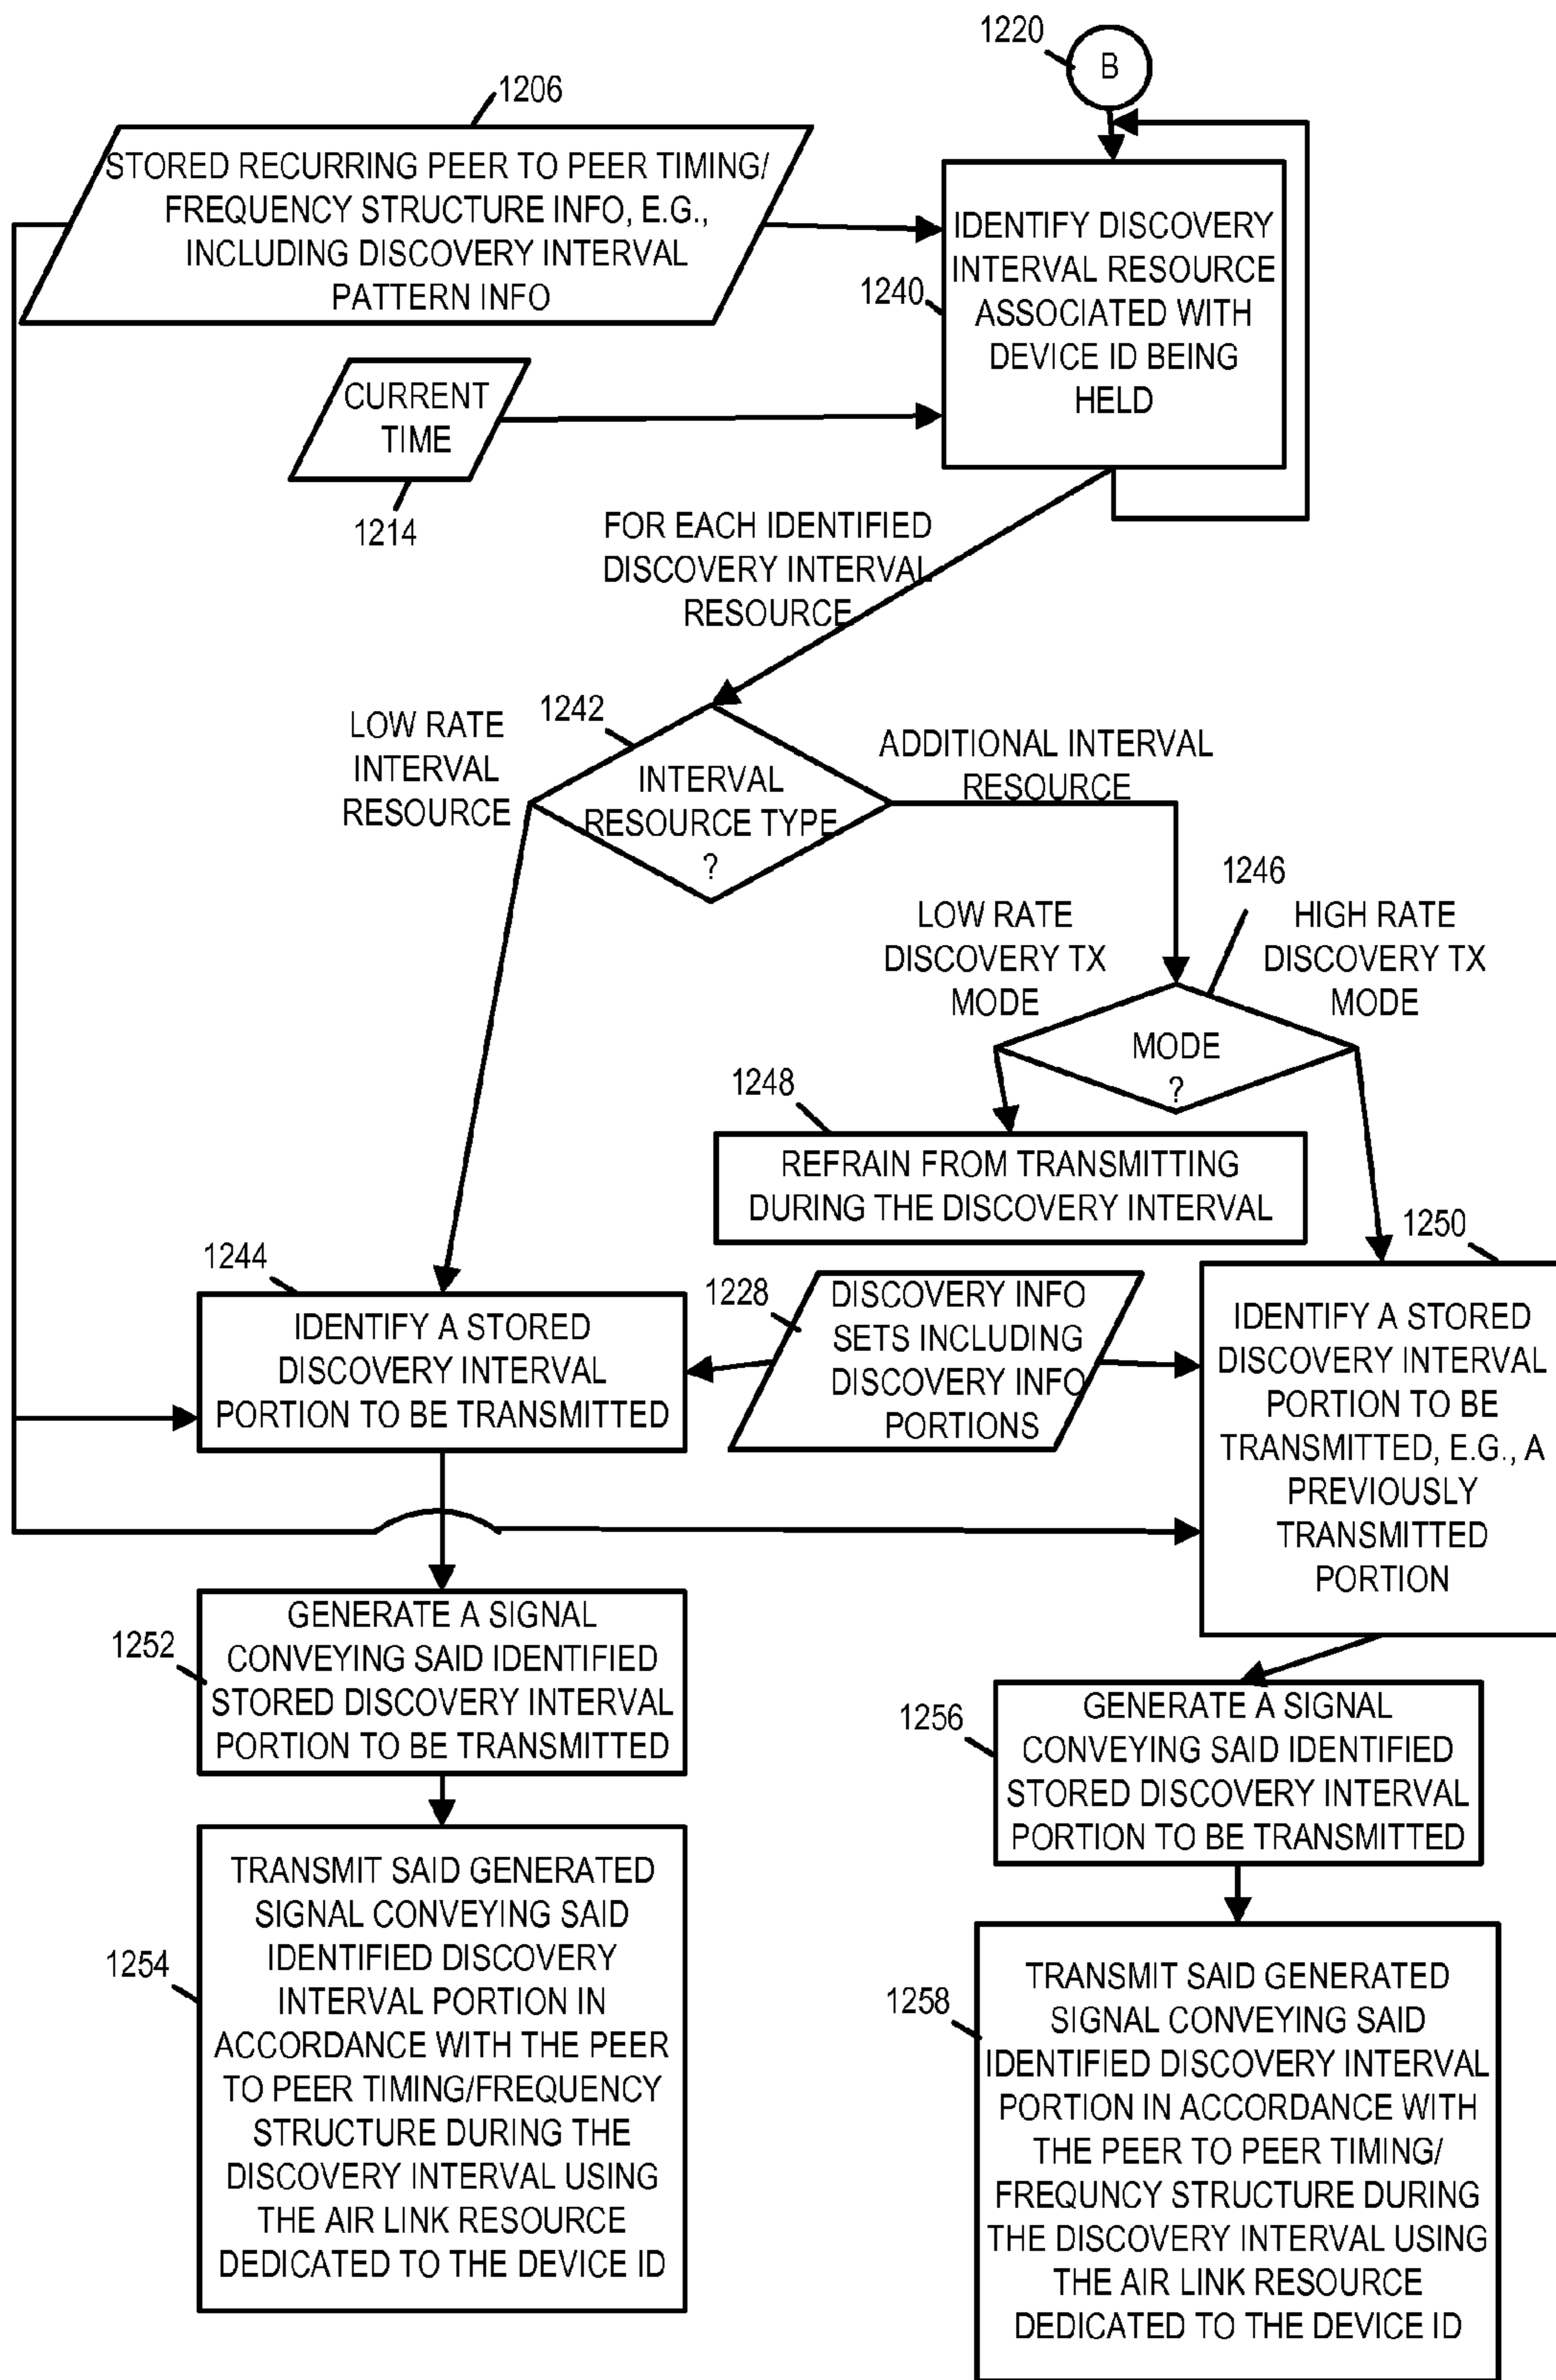 1220
B
1206
STORED RECURRING PEER TO PEER TIMING/
FREQUENCY STRUCTURE INFO, E.G.,
INCLUDING DISCOVERY INTERVAL
PATTERN INFO
IDENTIFY DISCOVERY
INTERVAL RESOURCE
ASSOCIATED WITH
DEVICE ID BEING
HELD
1240
CURRENT
TIME
1214
FOR EACH IDENTIFIED
DISCOVERY INTERVAL
RESOURCE
1242
LOW RATE
INTERVAL
RESOURCE
INTERVAL
RESOURCE TYPE
?
ADDITIONAL INTERVAL
RESOURCE
1246
LOW RATE
DISCOVERY TX
MODE
HIGH RATE
DISCOVERY TX
MODE
MODE
?
1248
REFRAIN FROM TRANSMITTING
DURING THE DISCOVERY INTERVAL
1244
IDENTIFY A STORED
DISCOVERY INTERVAL
PORTION TO BE TRANSMITTED
1228
DISCOVERY INFO
SETS INCLUDING
DISCOVERY INFO
PORTIONS
1250
IDENTIFY A STORED
DISCOVERY INTERVAL
PORTION TO BE
TRANSMITTED, E.G., A
PREVIOUSLY
TRANSMITTED
PORTION
1252
GENERATE A SIGNAL
CONVEYING SAID IDENTIFIED
STORED DISCOVERY INTERVAL
PORTION TO BE TRANSMITTED
1256
GENERATE A SIGNAL
CONVEYING SAID IDENTIFIED
STORED DISCOVERY INTERVAL
PORTION TO BE TRANSMITTED
1254
TRANSMIT SAID GENERATED
SIGNAL CONVEYING SAID
IDENTIFIED DISCOVERY
INTERVAL PORTION IN
ACCORDANCE WITH THE PEER
TO PEER TIMING/FREQUENCY
STRUCTURE DURING THE
DISCOVERY INTERVAL USING
THE AIR LINK RESOURCE
DEDICATED TO THE DEVICE ID
1258
TRANSMIT SAID GENERATED
SIGNAL CONVEYING SAID
IDENTIFIED DISCOVERY INTERVAL
PORTION IN ACCORDANCE WITH
THE PEER TO PEER TIMING/
FREQUNCY STRUCTURE DURING
THE DISCOVERY INTERVAL USING
THE AIR LINK RESOURCE
DEDICATED TO THE DEVICE ID